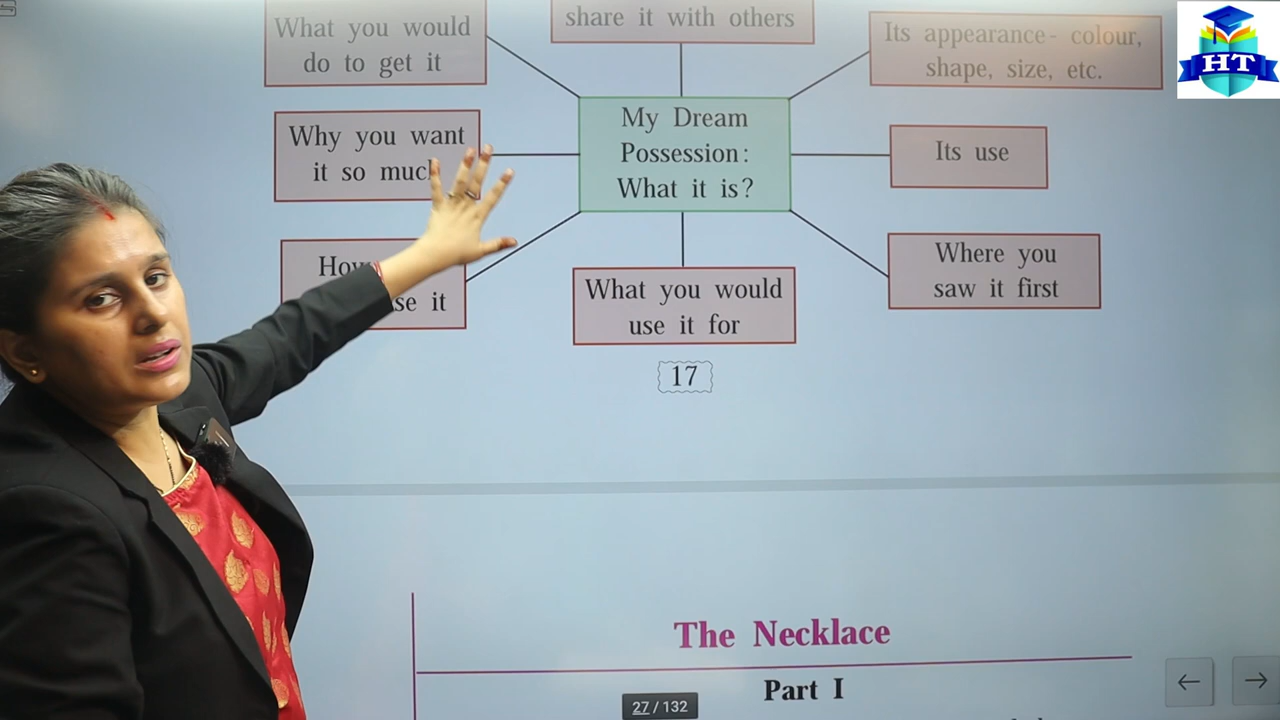 What you would
do to get it
share it with others
Its appearance- colour,
shape, size, etc.
HT
Why you want
it so much
My Dream
Possession:
What it is?
Its use
it
What you would
use it for
Where you
saw it first
17
The Necklace
Part I
27 / 132
← →